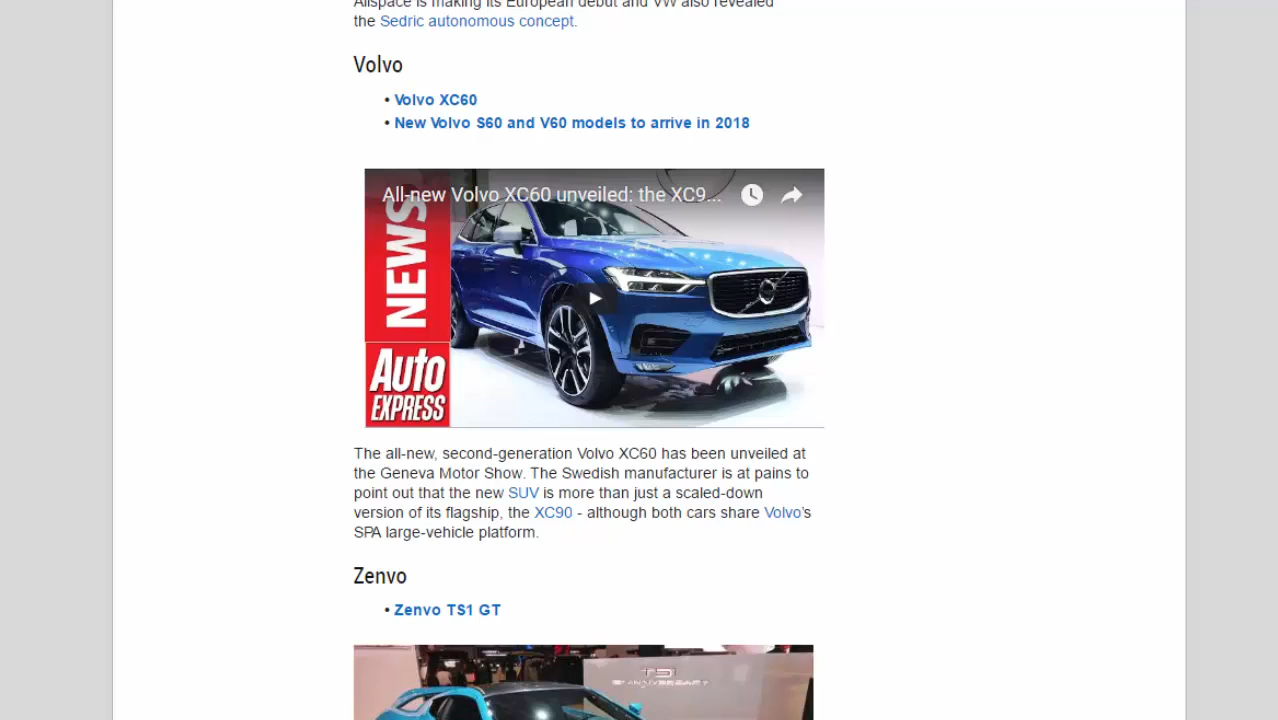 Allspace is making its European debut and VW also revealed
the Sedric autonomous concept.
Volvo
• Volvo XC60
• New Volvo S60 and V60 models to arrive in 2018
All-new Volvo XC60 unveiled: the XC9...
NEWS
Auto
EXPRESS
The all-new, second-generation Volvo XC60 has been unveiled at
the Geneva Motor Show. The Swedish manufacturer is at pains to
point out that the new SUV is more than just a scaled-down
version of its flagship, the XC90 - although both cars share Volvo's
SPA large-vehicle platform.
Zenvo
• Zenvo TS1 GT
TS1